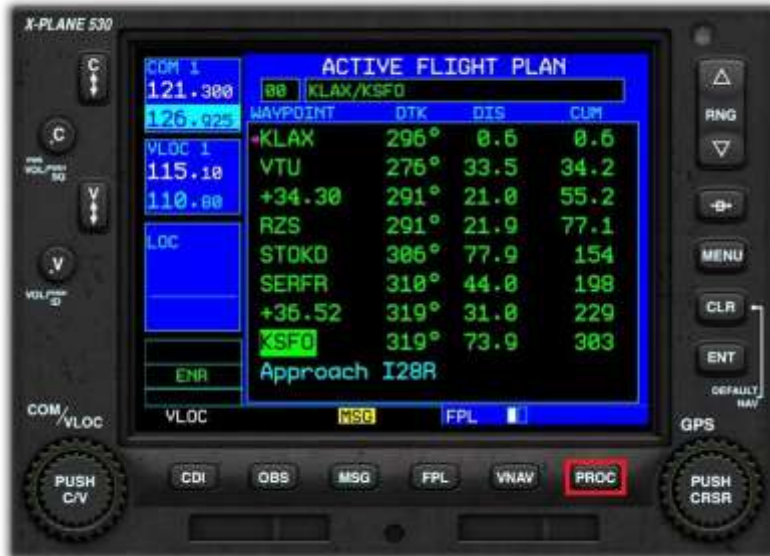 X-PLANE 530
COM 1
121.300
126.925
VLOC 1
115.10
110.80
LOC
ENR
ACTIVE FLIGHT PLAN
00 KLAX/KSFO
WAYPOINT DTK DIS CUM
KLAX 296° 0.6 0.6
VTU 276° 33.5 34.2
+34.30 291° 21.0 55.2
RZS 291° 21.9 77.1
STOKD 306° 77.9 154
SERFR 310° 44.0 198
+36.52 319° 31.0 229
KSFO 319° 73.9 303
Approach I28R
VLOC MSG FPL
C
.C
V
.V
COM/VLOC
PUSH C/V
CDI OBS MSG FPL VNAV PROC
RNG
MENU
CLR
ENT
DEFAULT NAV
GPS
PUSH CRSR